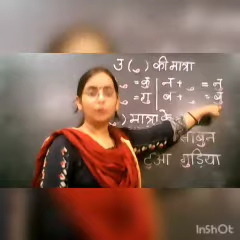 उ ( ु ) की मात्रा
ु = कु | न + ु = नु
ु = गु | ब + ु = बु
ु ) मात्रा के
साबुन
दुआ गुड़िया
InShOt